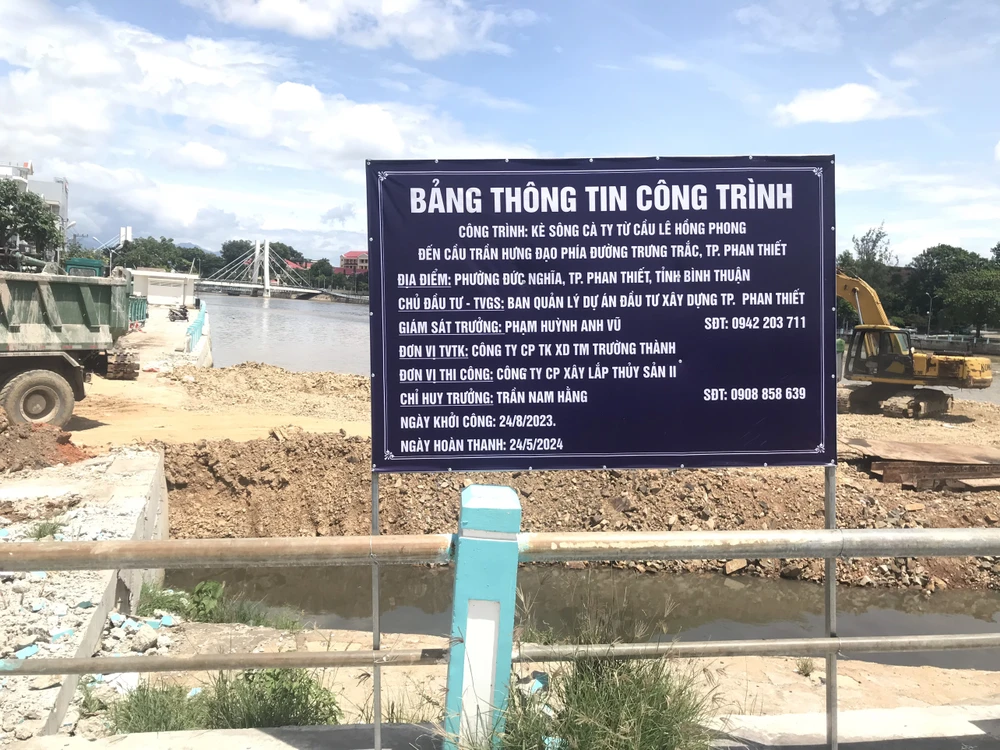 BẢNG THÔNG TIN CÔNG TRÌNH
CÔNG TRÌNH: KÈ SÔNG CÀ TY TỪ CẦU LÊ HỒNG PHONG
ĐẾN CẦU TRẦN HƯNG ĐẠO PHÍA ĐƯỜNG TRƯNG TRẮC, TP. PHAN THIẾT
ĐỊA ĐIỂM: PHƯỜNG ĐỨC NGHĨA, TP. PHAN THIẾT, TỈNH BÌNH THUẬN
CHỦ ĐẦU TƯ - TVGS: BAN QUẢN LÝ DỰ ÁN ĐẦU TƯ XÂY DỰNG TP. PHAN THIẾT
GIÁM SÁT TRƯỞNG: PHẠM HUỲNH ANH VŨ SĐT: 0942 203 711
ĐƠN VỊ TVTK: CÔNG TY CP TK XD TM TRƯỜNG THÀNH
ĐƠN VỊ THI CÔNG: CÔNG TY CP XÂY LẮP THỦY SẢN II
CHỈ HUY TRƯỞNG: TRẦN NAM HẰNG SĐT: 0908 858 639
NGÀY KHỞI CÔNG: 24/8/2023.
NGÀY HOÀN THANH: 24/5/2024